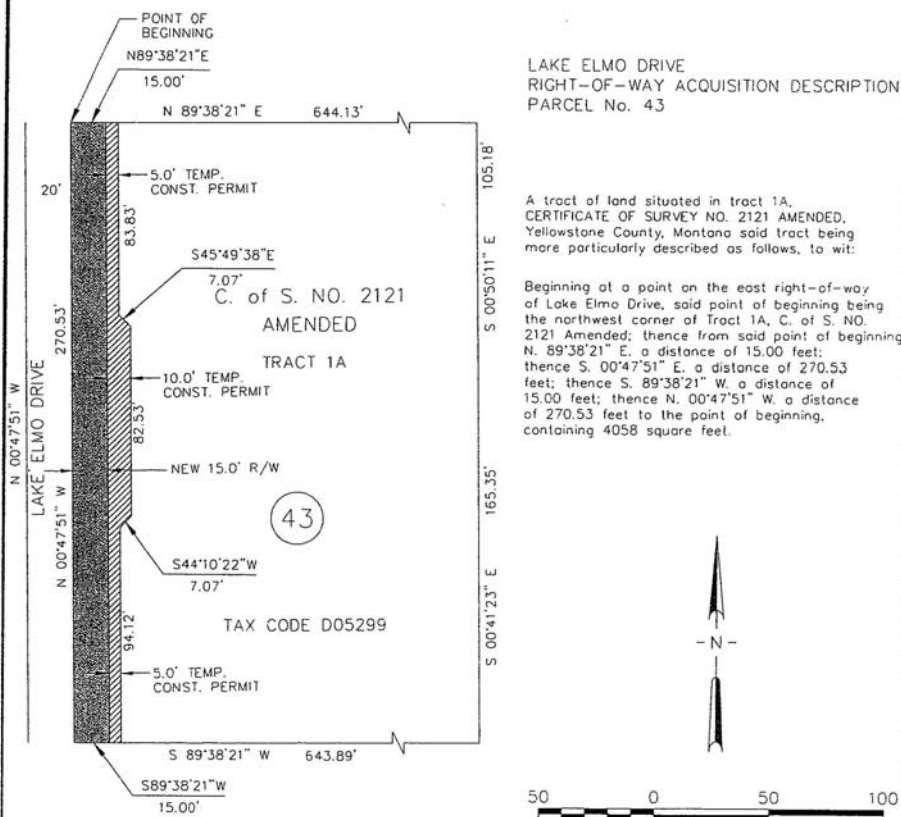 POINT OF
BEGINNING
N89°38'21"E
15.00'
N 89°38'21" E 644.13'
20'
5.0' TEMP.
CONST. PERMIT
83.83'
105.18'
S 00°50'11" E
S45°49'38"E
7.07'
C. of S. NO. 2121
AMENDED
TRACT 1A
270.53'
N 00°47'51" W
LAKE ELMO DRIVE
N 00°47'51" W
10.0' TEMP.
CONST. PERMIT
82.53'
NEW 15.0' R/W
43
165.35'
S 00°41'23" E
S44°10'22"W
7.07'
TAX CODE D05299
94.12'
5.0' TEMP.
CONST. PERMIT
S 89°38'21" W 643.89'
S89°38'21"W
15.00'
LAKE ELMO DRIVE
RIGHT-OF-WAY ACQUISITION DESCRIPTION
PARCEL No. 43
A tract of land situated in tract 1A,
CERTIFICATE OF SURVEY NO. 2121 AMENDED,
Yellowstone County, Montana said tract being
more particularly described as follows, to wit:
Beginning at a point on the east right-of-way
of Lake Elmo Drive, said point of beginning being
the northwest corner of Tract 1A, C. of S. NO.
2121 Amended; thence from said point of beginning
N. 89°38'21" E. a distance of 15.00 feet;
thence S. 00°47'51" E. a distance of 270.53
feet; thence S. 89°38'21" W. a distance of
15.00 feet; thence N. 00°47'51" W. a distance
of 270.53 feet to the point of beginning,
containing 4058 square feet.
-N-
50 0 50 100